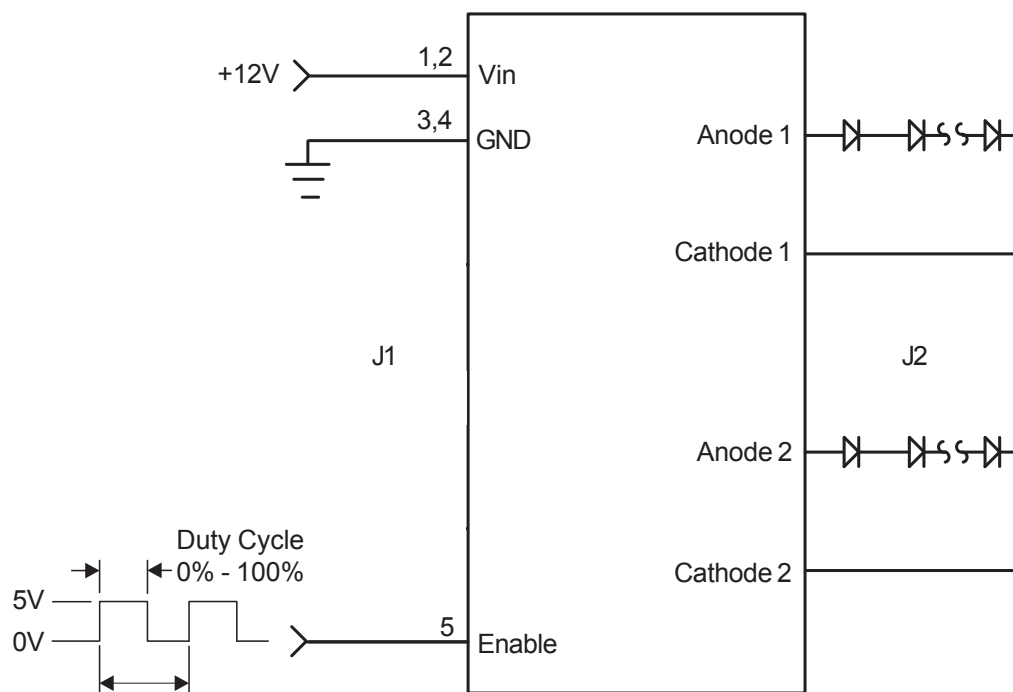 1,2
+12V
Vin
3,4
GND
Anode 1
Cathode 1
J1
J2
Anode 2
Duty Cycle
0% - 100%
Cathode 2
5V
0V
5
Enable